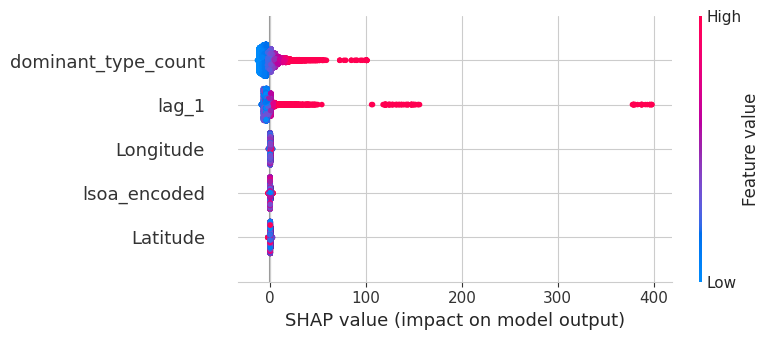 High
dominant_type_count
lag_1
Longitude
lsoa_encoded
Latitude
Feature value
Low
0 100 200 300 400
SHAP value (impact on model output)